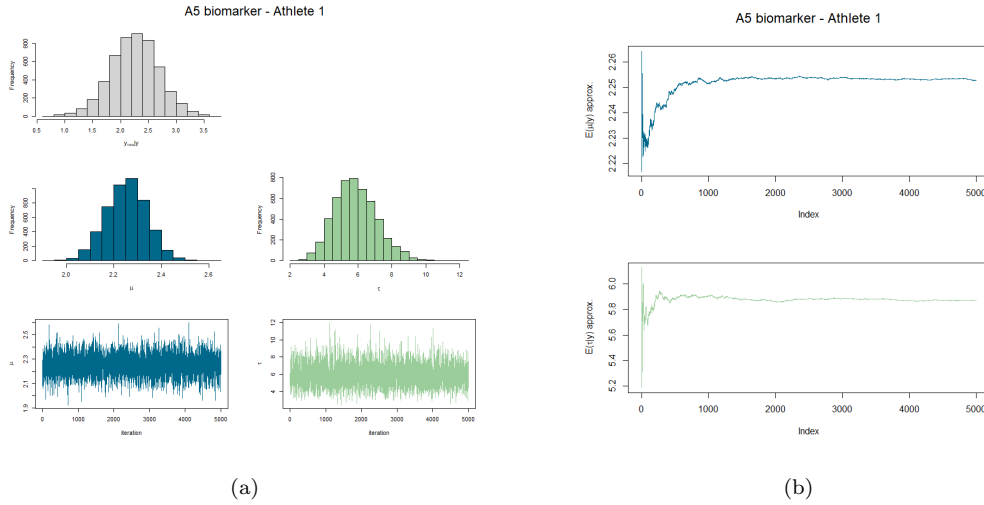 A5 biomarker - Athlete 1
Frequency
0 200 400 600 800
0.5 1.0 1.5 2.0 2.5 3.0 3.5
Frequency
0 200 400 600 800
2.0 2.2 2.4 2.6
μ
Frequency
0 200 400 600 800
2 4 6 8 10 12
τ
μ
1.9 2.1 2.3 2.5
0 1000 2000 3000 4000 5000
iteration
τ
4 6 8 10 12
0 1000 2000 3000 4000 5000
iteration
(a)
A5 biomarker - Athlete 1
E(μ|y) approx.
2.22 2.23 2.24 2.25 2.26
0 1000 2000 3000 4000 5000
Index
E(τ|y) approx.
5.2 5.4 5.6 5.8 6.0
0 1000 2000 3000 4000 5000
Index
(b)